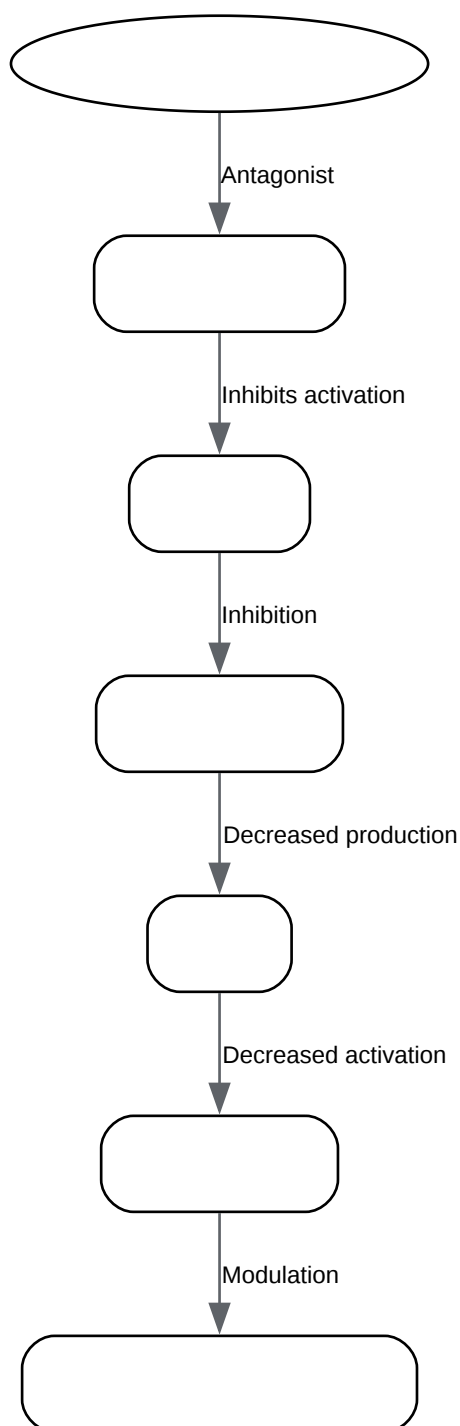 Antagonist
Inhibits activation
Inhibition
Decreased production
Decreased activation
Modulation